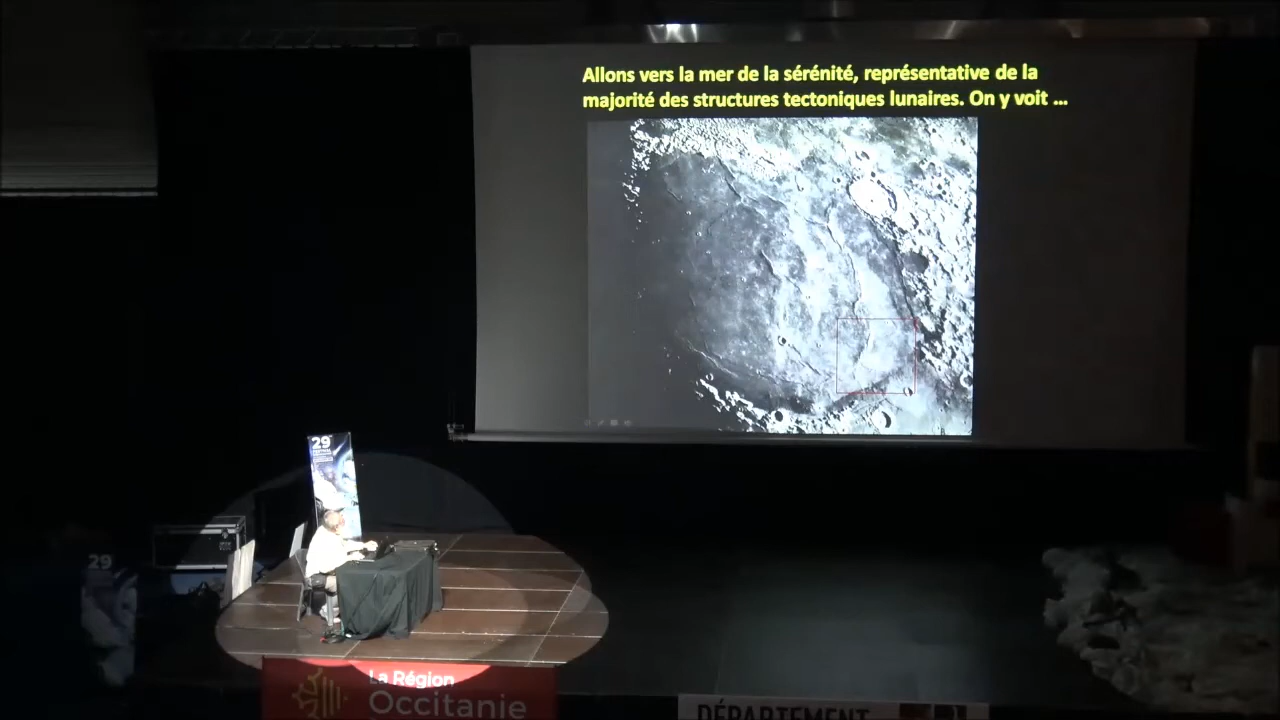 Allons vers la mer de la sérénité, représentative de la
majorité des structures tectoniques lunaires. On y voit ...
29
29
La Région
Occitanie
DÉPARTEMENT